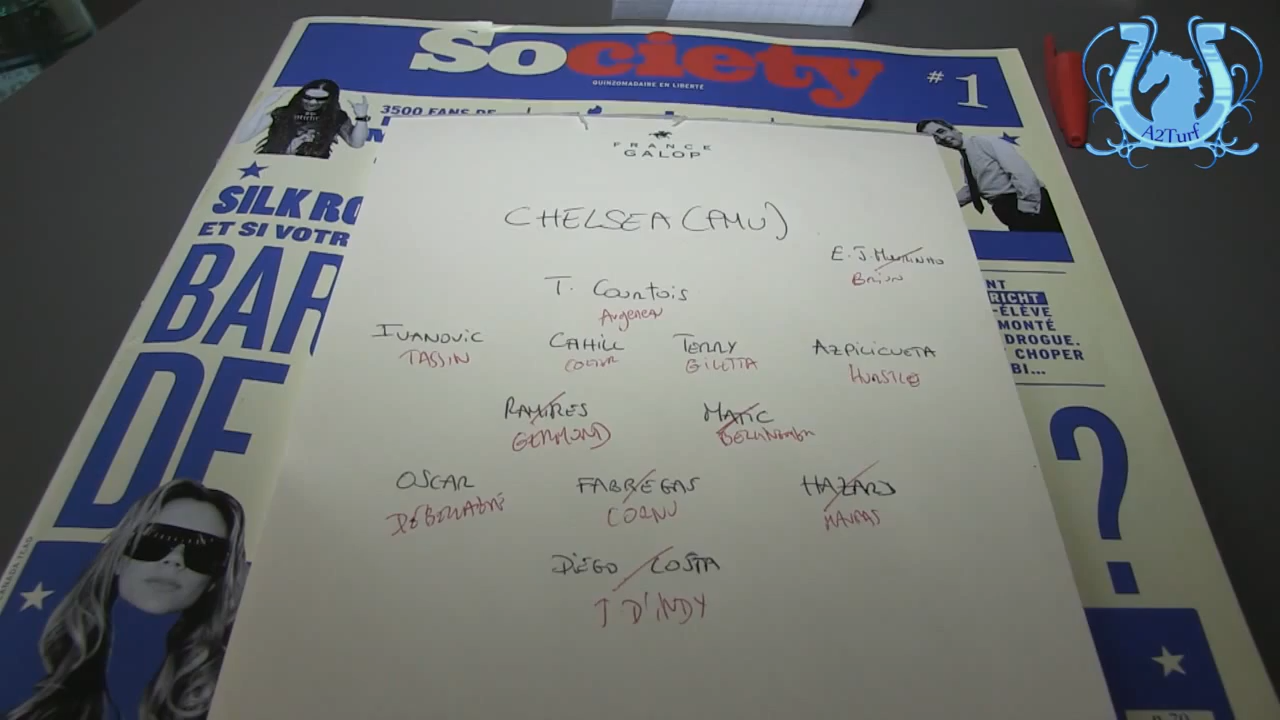 Society
#1
QUINZOMADAIRE EN LIBERTÉ
3500 FANS DE
A2Turf
FRANCE
GALOP
SILK RO
ET SI VOTR
BAR
DE
CHELSEA (PMU)
E. J. MOURINHO
T. COURTOIS
IVANOVIC CAHILL TERRY AZPILICUETA
TASSIN GILETTA
RAMIRES MATIC
GERMOND
OSCAR FABREGAS HAZARD
CORNU
DIEGO COSTA
D'INDY
NT
RICHT
-ÉLÈVE
MONTÉ
DROGUE.
CHOPER
BI...
?